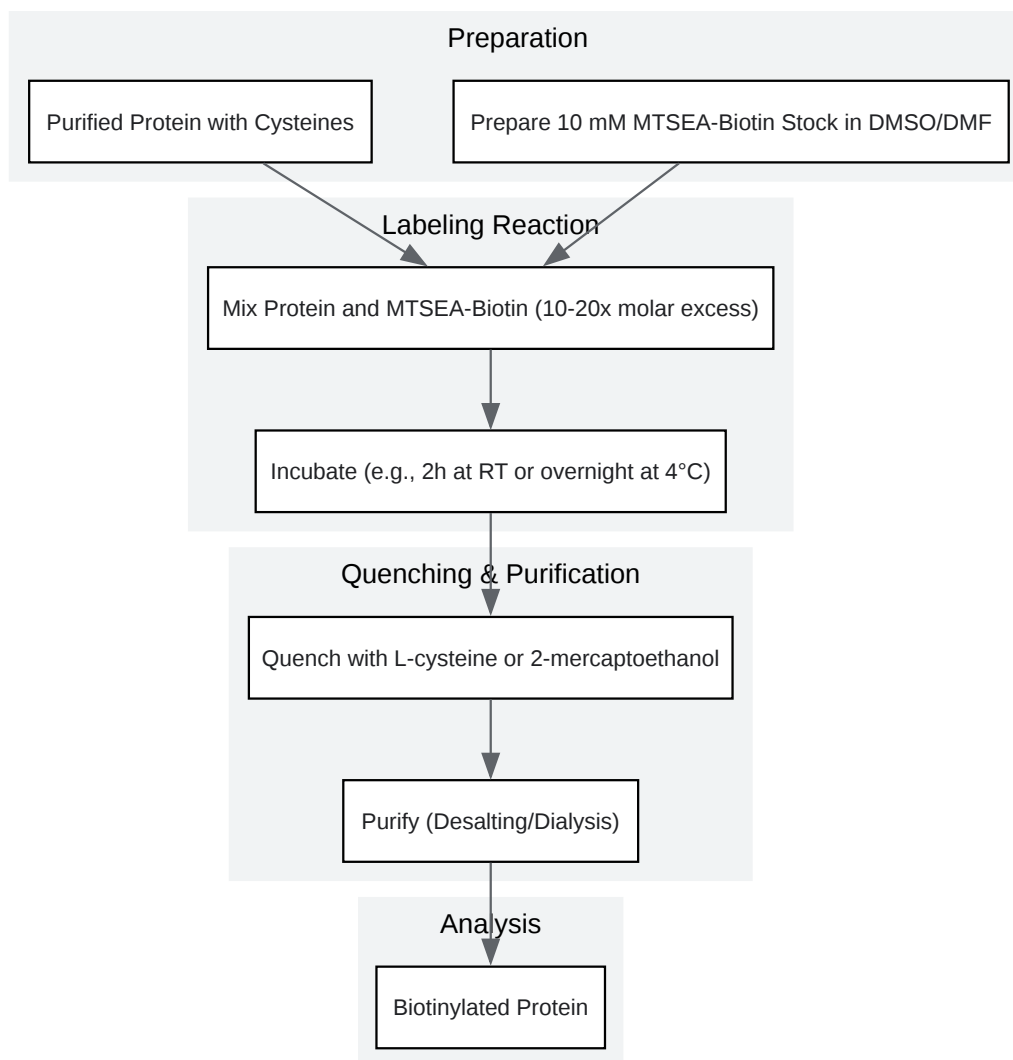 Preparation
Purified Protein with Cysteines
Prepare 10 mM MTSEA-Biotin Stock in DMSO/DMF
Labeling Reaction
Mix Protein and MTSEA-Biotin (10-20x molar excess)
Incubate (e.g., 2h at RT or overnight at 4°C)
Quenching & Purification
Quench with L-cysteine or 2-mercaptoethanol
Purify (Desalting/Dialysis)
Analysis
Biotinylated Protein